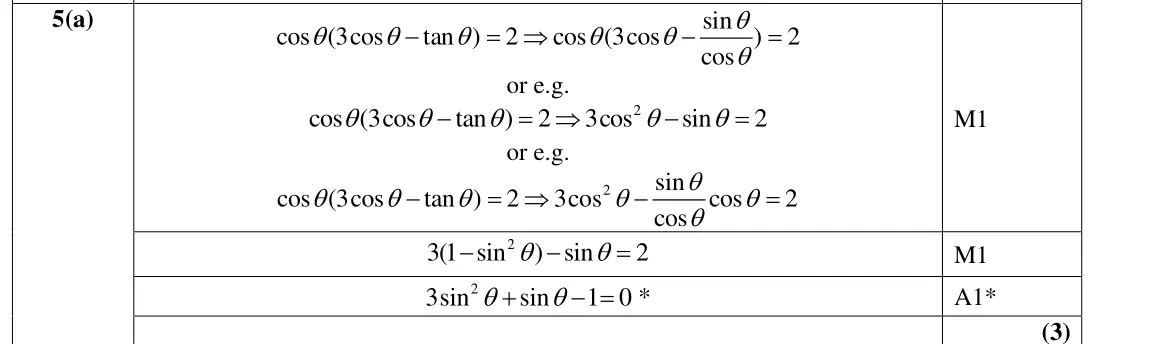 5(a)
cosθ(3cosθ − tanθ) = 2 ⇒ cosθ(3cosθ − sinθ/cosθ) = 2
or e.g.
cosθ(3cosθ − tanθ) = 2 ⇒ 3cos²θ − sinθ = 2
M1
or e.g.
cosθ(3cosθ − tanθ) = 2 ⇒ 3cos²θ − sinθ/cosθ cosθ = 2
3(1 − sin²θ) − sinθ = 2
M1
3sin²θ + sinθ − 1 = 0 *
A1*
(3)